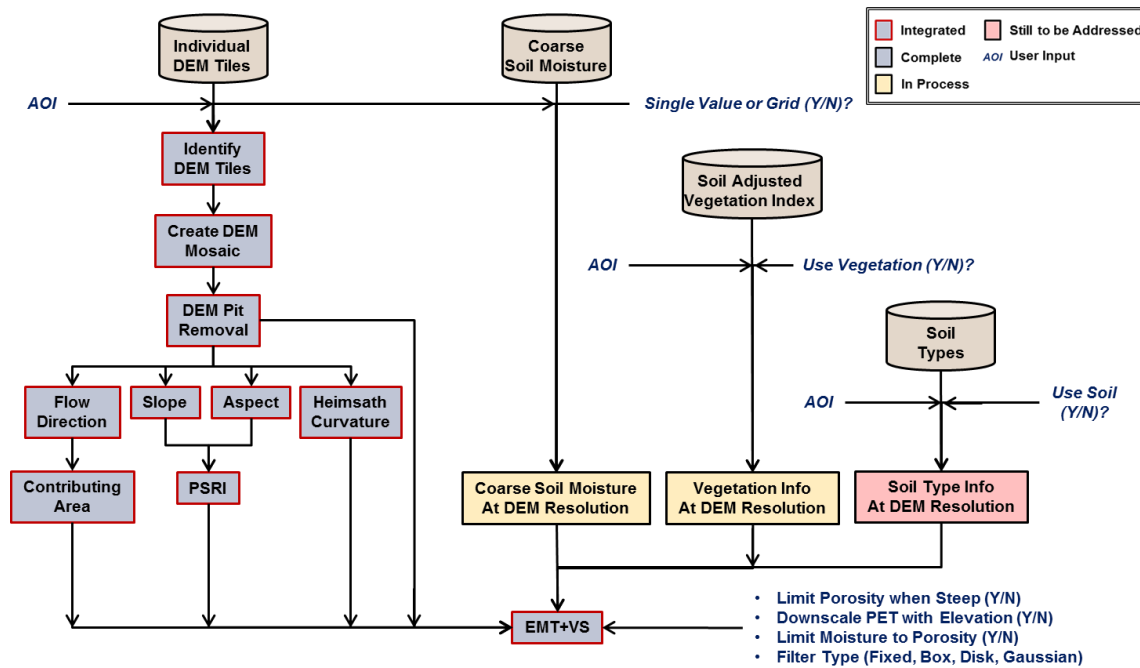 Individual
DEM Tiles
Coarse
Soil Moisture
Integrated
Still to be Addressed
Complete
AOI User Input
In Process
AOI
Single Value or Grid (Y/N)?
Identify
DEM Tiles
Soil Adjusted
Vegetation Index
Create DEM
Mosaic
AOI
Use Vegetation (Y/N)?
DEM Pit
Removal
Soil
Types
Flow
Direction
Slope
Aspect
Heimsath
Curvature
AOI
Use Soil
(Y/N)?
Contributing
Area
PSRI
Coarse Soil Moisture
At DEM Resolution
Vegetation Info
At DEM Resolution
Soil Type Info
At DEM Resolution
EMT+VS
• Limit Porosity when Steep (Y/N)
• Downscale PET with Elevation (Y/N)
• Limit Moisture to Porosity (Y/N)
• Filter Type (Fixed, Box, Disk, Gaussian)